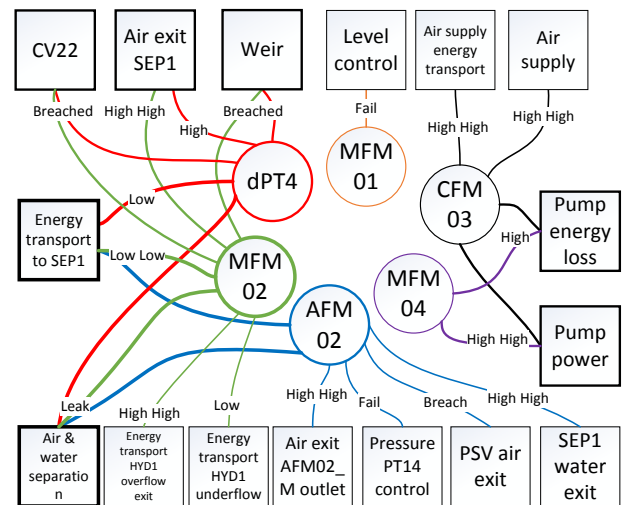 CV22
Air exit
SEP1
Weir
Level
control
Air supply
energy
transport
Air
supply
Breached
High High
High
Breached
Fail
High High
High High
dPT4
MFM
01
CFM
03
Low
Energy
transport
to SEP1
Low Low
MFM
02
AFM
02
MFM
04
High
Pump
energy
loss
High High
Pump
power
Leak
High High
Low
High High
Fail
Breach
High High
Air &
water
separatio
n
Energy
transport
HYD1
overflow
exit
Energy
transport
HYD1
underflow
Air exit
AFM02_
M outlet
Pressure
PT14
control
PSV air
exit
SEP1
water
exit